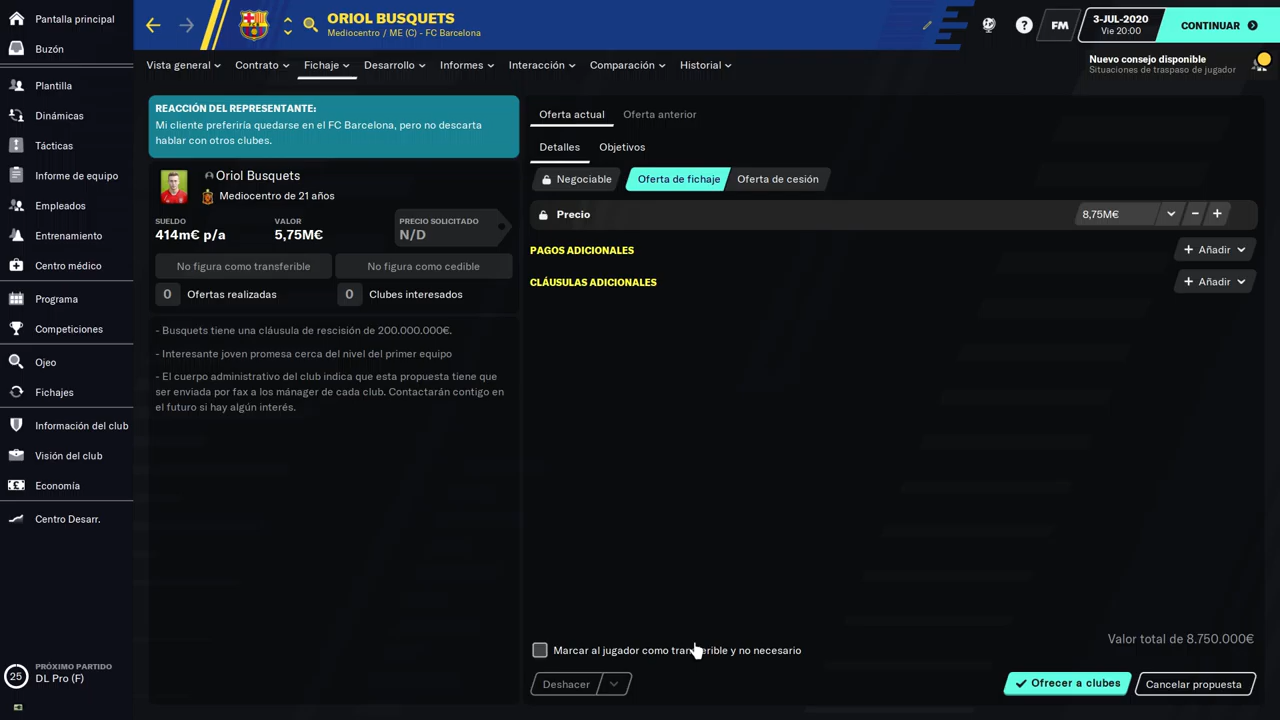 ORIOL BUSQUETS
Mediocentro / ME (C) - FC Barcelona
?
FM
3-JUL-2020
Vie 20:00
CONTINUAR
Nuevo consejo disponible
Situaciones de traspaso de jugador
Pantalla principal
Buzón
Plantilla
Dinámicas
Tácticas
Informe de equipo
Empleados
Entrenamiento
Centro médico
Programa
Competiciones
Ojeo
Fichajes
Información del club
Visión del club
Economía
Centro Desarr.
25
PRÓXIMO PARTIDO
DL Pro (F)
Vista general
Contrato
Fichaje
Desarrollo
Informes
Interacción
Comparación
Historial
REACCIÓN DEL REPRESENTANTE:
Mi cliente preferiría quedarse en el FC Barcelona, pero no descarta
hablar con otros clubes.
Oriol Busquets
Mediocentro de 21 años
SUELDO
414m€ p/a
VALOR
5,75M€
PRECIO SOLICITADO
N/D
No figura como transferible
No figura como cedible
0 Ofertas realizadas
0 Clubes interesados
- Busquets tiene una cláusula de rescisión de 200.000.000€.
- Interesante joven promesa cerca del nivel del primer equipo
- El cuerpo administrativo del club indica que esta propuesta tiene que
ser enviada por fax a los mánager de cada club. Contactarán contigo en
el futuro si hay algún interés.
Oferta actual
Oferta anterior
Detalles
Objetivos
Negociable
Oferta de fichaje
Oferta de cesión
Precio
8,75M€
PAGOS ADICIONALES
Añadir
CLÁUSULAS ADICIONALES
Añadir
Valor total de 8.750.000€
Marcar al jugador como transferible y no necesario
Deshacer
Ofrecer a clubes
Cancelar propuesta